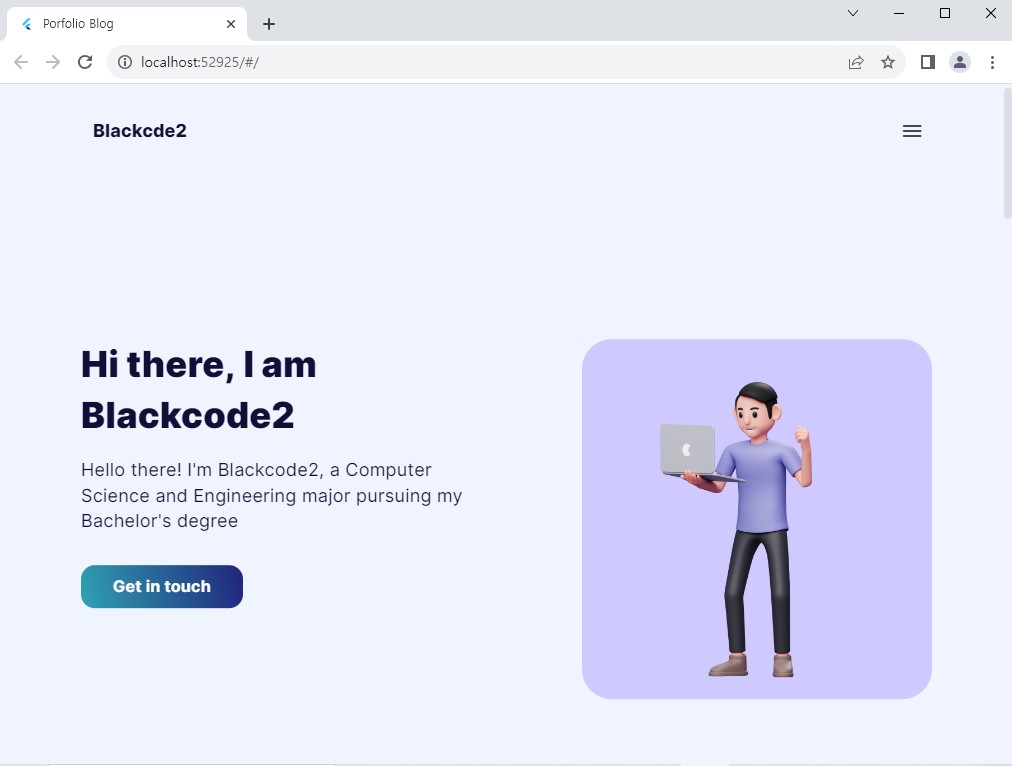 Porfolio Blog
localhost:52925/#/
Blackcde2
Hi there, I am
Blackcode2
Hello there! I'm Blackcode2, a Computer
Science and Engineering major pursuing my
Bachelor's degree
Get in touch